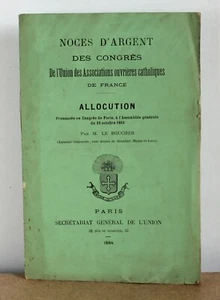 NOCES D'ARGENT
DES CONGRÈS
De l'Union des Associations ouvrières catholiques
DE FRANCE
ALLOCUTION
Prononcée au Congrès de Paris, à l'Assemblée générale
PAR M. LE BOUCHER
PARIS
SECRÉTARIAT GÉNÉRAL DE L'UNION